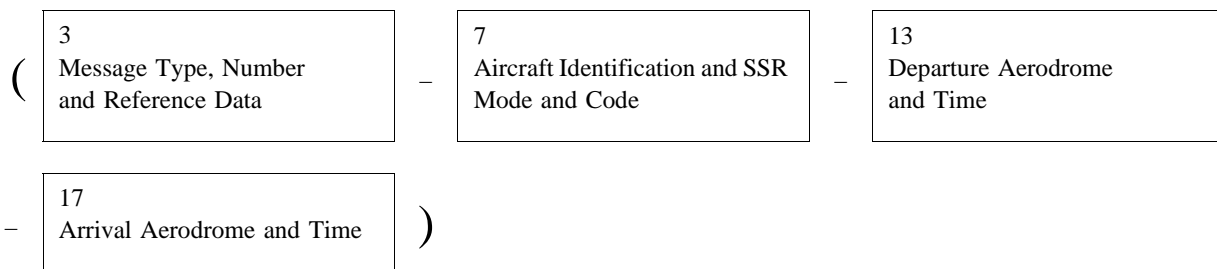 (
3
Message Type, Number
and Reference Data
–
7
Aircraft Identification and SSR
Mode and Code
–
13
Departure Aerodrome
and Time
–
17
Arrival Aerodrome and Time
)